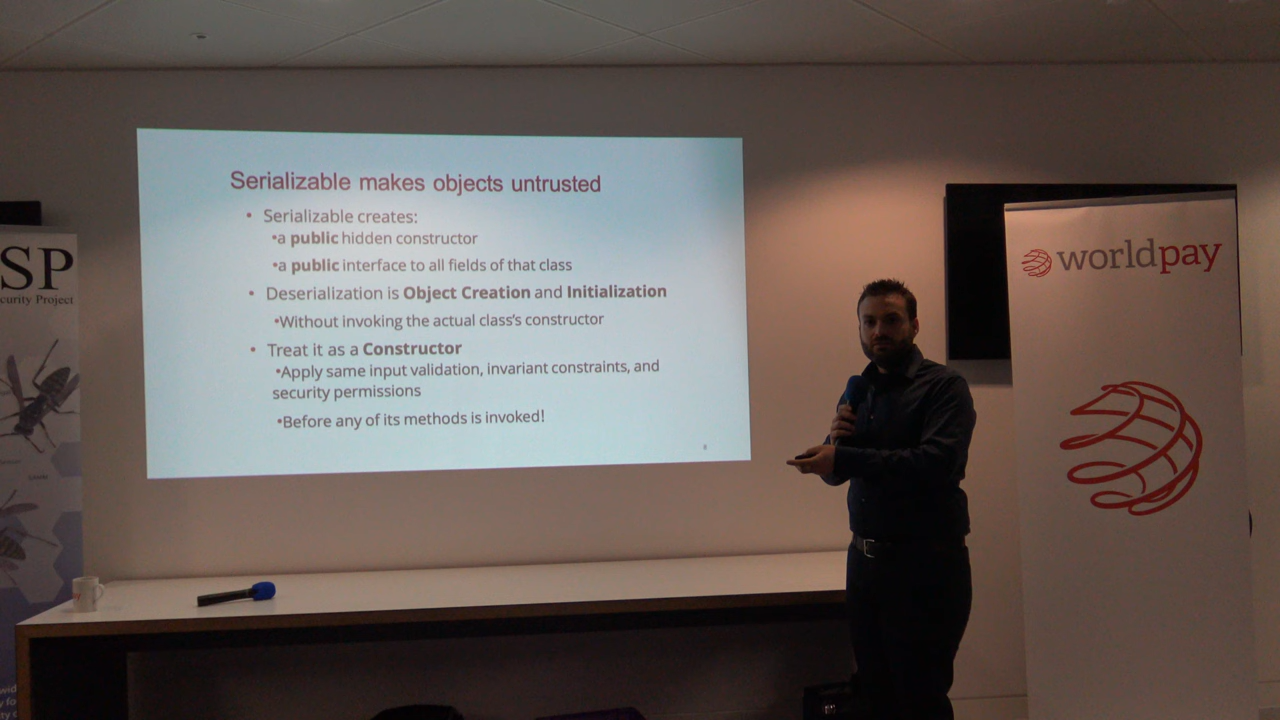 Serializable makes objects untrusted
• Serializable creates:
•a public hidden constructor
•a public interface to all fields of that class
• Deserialization is Object Creation and Initialization
•Without invoking the actual class's constructor
• Treat it as a Constructor
•Apply same input validation, invariant constraints, and
security permissions
•Before any of its methods is invoked!
8
SP
curity Project
worldpay